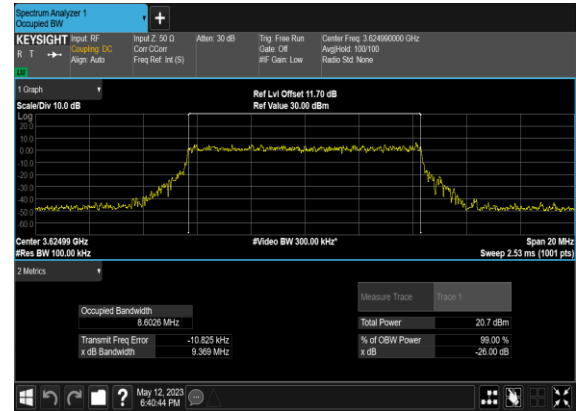 Spectrum Analyzer 1
Occupied BW
+
KEYSIGHT Input: RF Input Z: 50 Ω Atten: 30 dB Trig: Free Run Center Freq: 3.624990000 GHz
R T Coupling: DC Corr CCorr Gate: Off Avg|Hold: 100/100
Align: Auto Freq Ref: Int (S) #IF Gain: Low Radio Std: None
LW
1 Graph
Ref Lvl Offset 11.70 dB
Scale/Div 10.0 dB Ref Value 30.00 dBm
Log
20.0
10.0
0.00
-10.0
-20.0
-30.0
-40.0
-50.0
-60.0
Center 3.62499 GHz #Video BW 300.00 kHz* Span 20 MHz
#Res BW 100.00 kHz Sweep 2.53 ms (1001 pts)
2 Metrics
Measure Trace Trace 1
Occupied Bandwidth
8.6026 MHz Total Power 20.7 dBm
Transmit Freq Error -10.825 kHz % of OBW Power 99.00 %
x dB Bandwidth 9.369 MHz x dB -26.00 dB
? May 12, 2023
6:40:44 PM